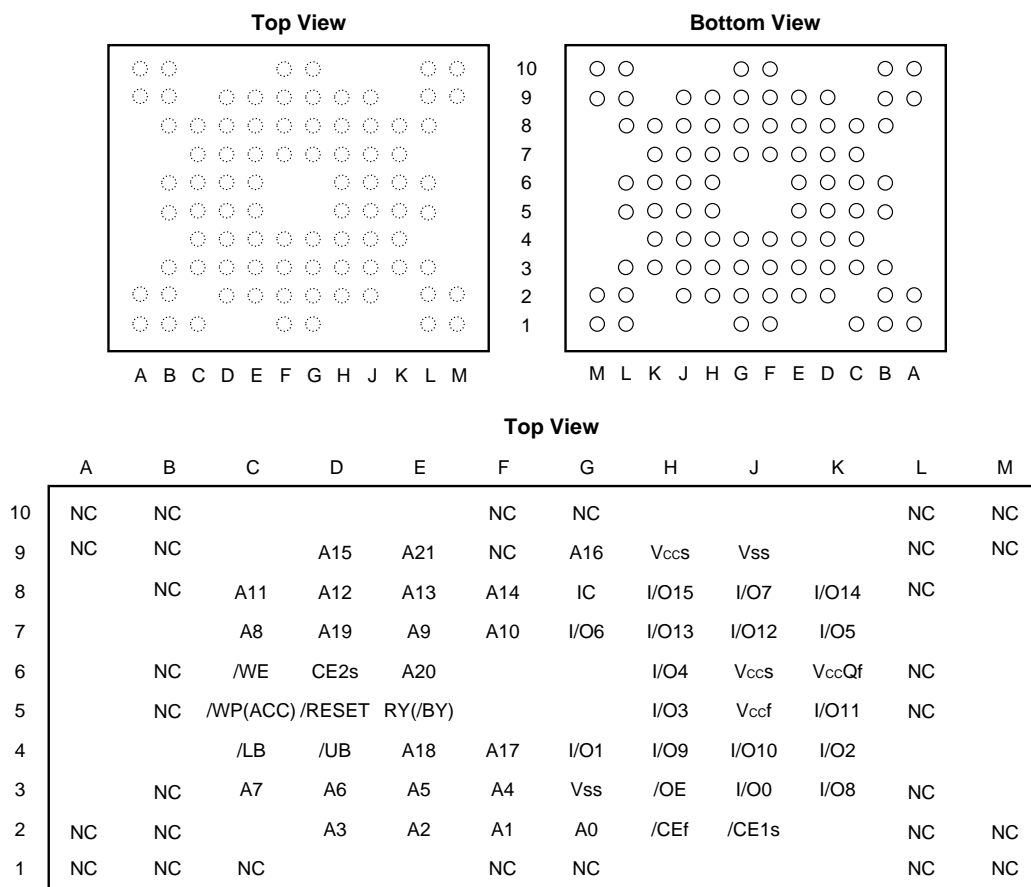 Top View Bottom View
10
9
8
7
6
5
4
3
2
1
A B C D E F G H J K L M M L K J H G F E D C B A
Top View
A B C D E F G H J K L M
10 NC NC NC NC NC NC
9 NC NC A15 A21 NC A16 Vccs Vss NC NC
8 NC A11 A12 A13 A14 IC I/O15 I/O7 I/O14 NC
7 A8 A19 A9 A10 I/O6 I/O13 I/O12 I/O5
6 NC /WE CE2s A20 I/O4 Vccs VccQf NC
5 NC /WP(ACC) /RESET RY(/BY) I/O3 Vccf I/O11 NC
4 /LB /UB A18 A17 I/O1 I/O9 I/O10 I/O2
3 NC A7 A6 A5 A4 Vss /OE I/O0 I/O8 NC
2 NC NC A3 A2 A1 A0 /CEf /CE1s NC NC
1 NC NC NC NC NC NC NC